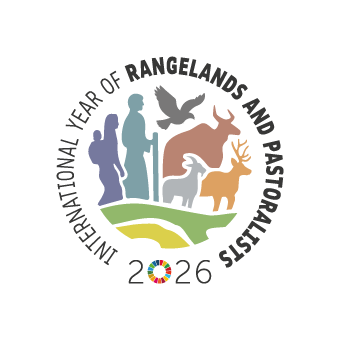 INTERNATIONAL YEAR OF RANGELANDS AND PASTORALISTS
2026